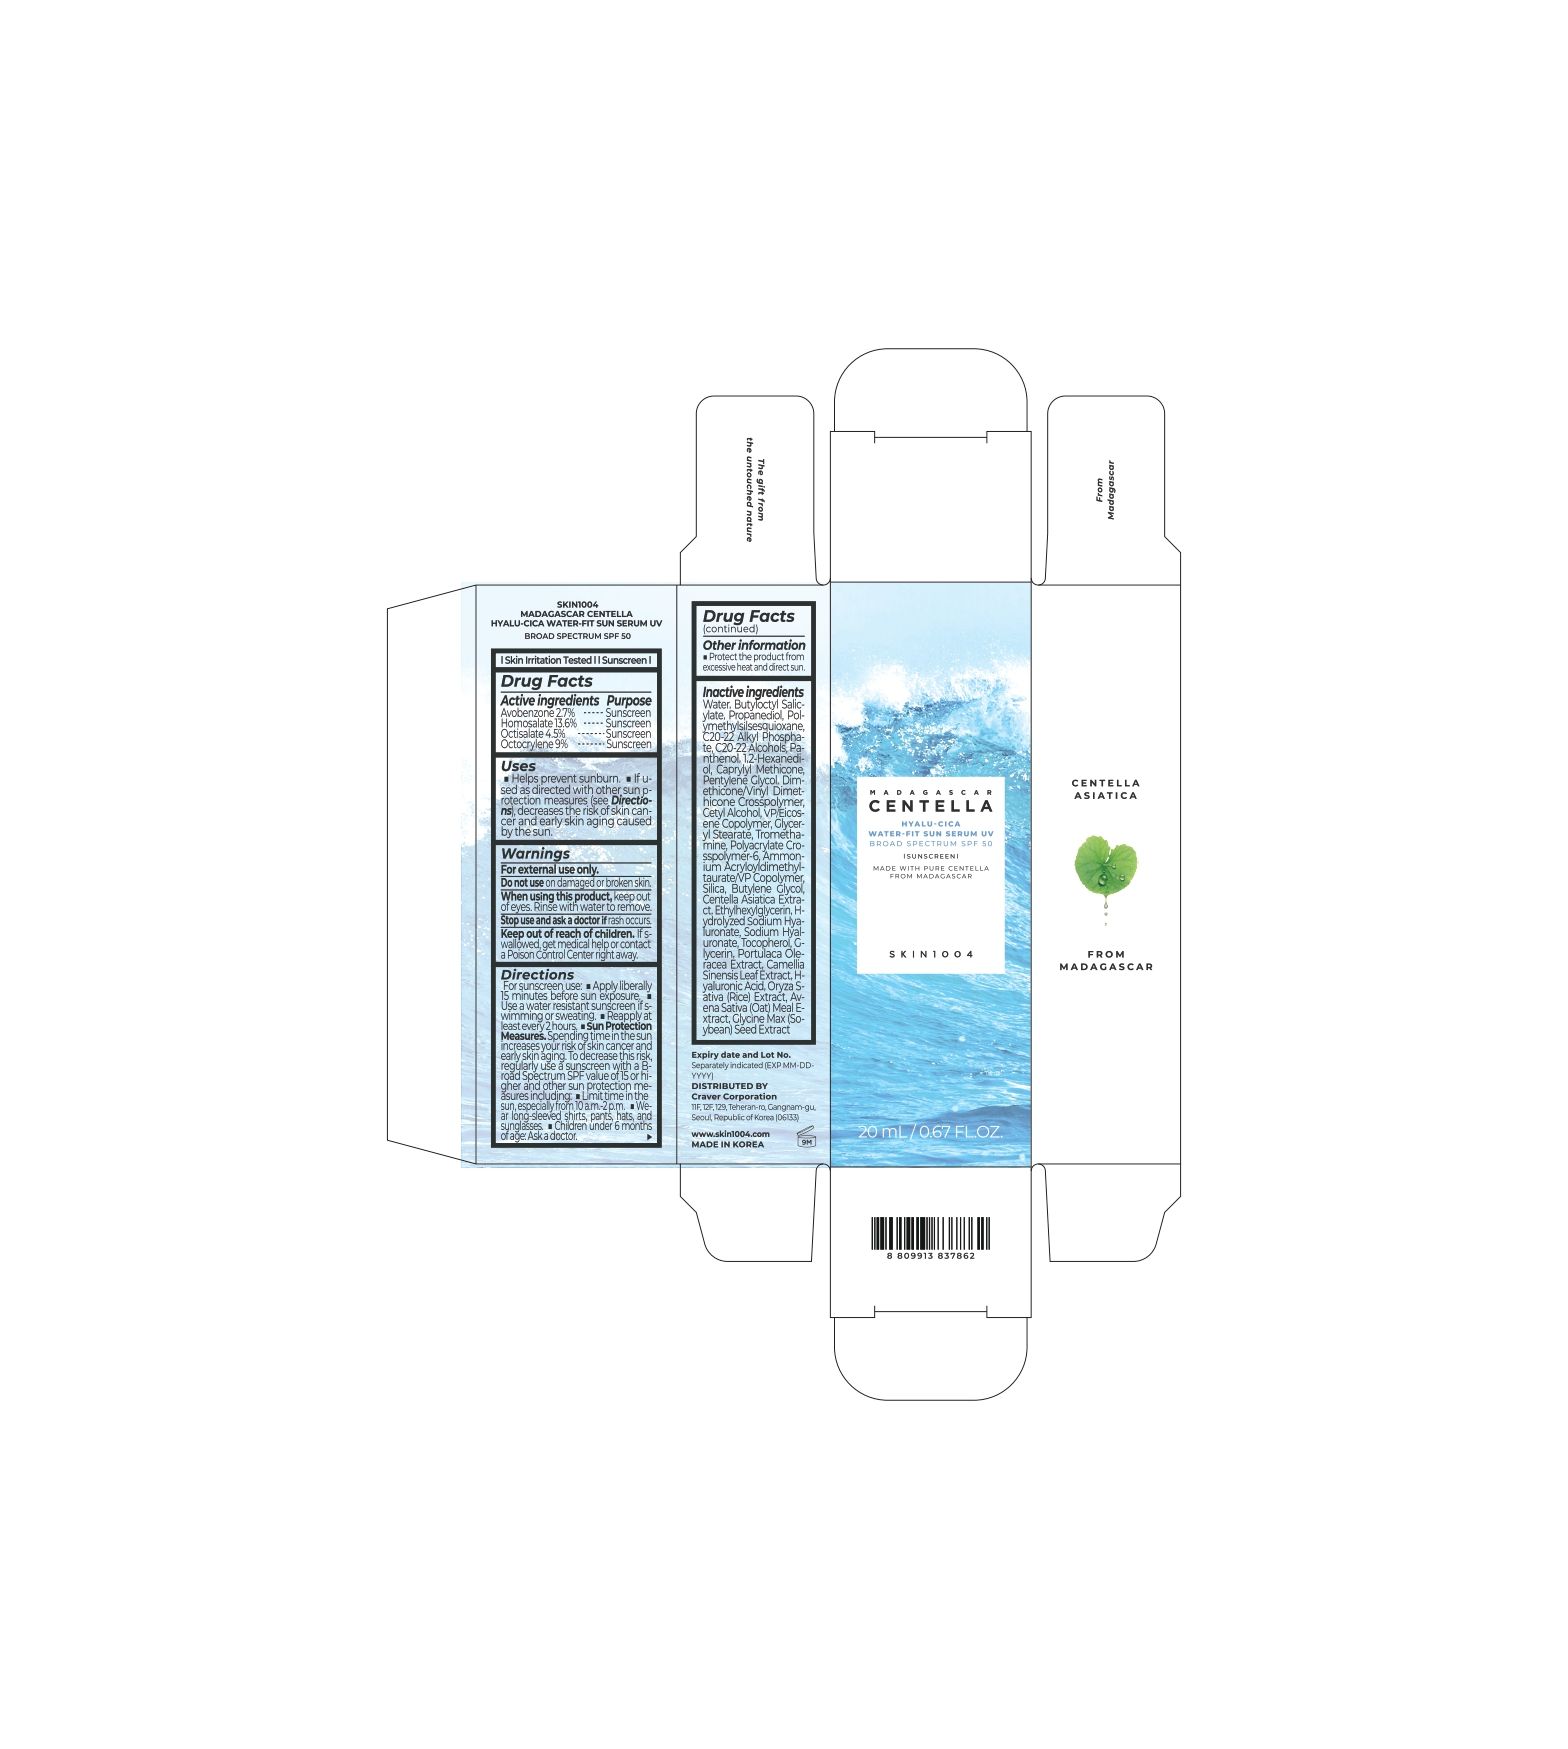 The gift from
the untouched nature
From
Madagascar
SKIN1004
MADAGASCAR CENTELLA
HYALU-CICA WATER-FIT SUN SERUM UV
BROAD SPECTRUM SPF 50
I Skin Irritation Tested I I Sunscreen I
Drug Facts
Active ingredients Purpose
Avobenzone 2.7% ----- Sunscreen
Homosalate 13.6% ----- Sunscreen
Octisalate 4.5% ------- Sunscreen
Octocrylene 9% ------- Sunscreen
Uses
▪ Helps prevent sunburn. ▪ If u-
sed as directed with other sun p-
rotection measures (see Directio-
ns), decreases the risk of skin can-
cer and early skin aging caused
by the sun.
Warnings
For external use only.
Do not use on damaged or broken skin.
When using this product, keep out
of eyes. Rinse with water to remove.
Stop use and ask a doctor if rash occurs.
Keep out of reach of children. If s-
wallowed, get medical help or contact
a Poison Control Center right away.
Directions
For sunscreen use: ▪ Apply liberally
15 minutes before sun exposure. ▪
Use a water resistant sunscreen if s-
wimming or sweating. ▪ Reapply at
least every 2 hours. ▪ Sun Protection
Measures. Spending time in the sun
increases your risk of skin cancer and
early skin aging. To decrease this risk,
regularly use a sunscreen with a B-
road Spectrum SPF value of 15 or hi-
gher and other sun protection me-
asures including: ▪ Limit time in the
sun, especially from 10 a.m.-2 p.m. ▪ We-
ar long-sleeved shirts, pants, hats, and
sunglasses. ▪ Children under 6 months
of age: Ask a doctor.
Drug Facts
(continued)
Other information
▪ Protect the product from
excessive heat and direct sun.
Inactive ingredients
Water, Butyloctyl Salic-
ylate, Propanediol, Pol-
ymethylsilsesquioxane,
C20-22 Alkyl Phospha-
te, C20-22 Alcohols, Pa-
nthenol, 1,2-Hexanedi-
ol, Caprylyl Methicone,
Pentylene Glycol, Dim-
ethicone/Vinyl Dimet-
hicone Crosspolymer,
Cetyl Alcohol, VP/Eicos-
ene Copolymer, Glycer-
yl Stearate, Trometha-
mine, Polyacrylate Cro-
sspolymer-6, Ammon-
ium Acryloyldimethyl-
taurate/VP Copolymer,
Silica, Butylene Glycol,
Centella Asiatica Extra-
ct, Ethylhexylglycerin, H-
ydrolyzed Sodium Hya-
luronate, Sodium Hyal-
uronate, Tocopherol, G-
lycerin, Portulaca Ole-
racea Extract, Camellia
Sinensis Leaf Extract, H-
yaluronic Acid, Oryza S-
ativa (Rice) Extract, Av-
ena Sativa (Oat) Meal E-
xtract, Glycine Max (So-
ybean) Seed Extract
Expiry date and Lot No.
Separately indicated (EXP MM-DD-
YYYY)
DISTRIBUTED BY
Craver Corporation
11F, 12F, 129, Teheran-ro, Gangnam-gu,
Seoul, Republic of Korea (06133)
www.skin1004.com
MADE IN KOREA
9M
MADAGASCAR
CENTELLA
HYALU-CICA
WATER-FIT SUN SERUM UV
BROAD SPECTRUM SPF 50
ISUNSCREENI
MADE WITH PURE CENTELLA
FROM MADAGASCAR
SKIN1004
20 mL / 0.67 FL.OZ.
CENTELLA
ASIATICA
FROM
MADAGASCAR
8 809913 837862